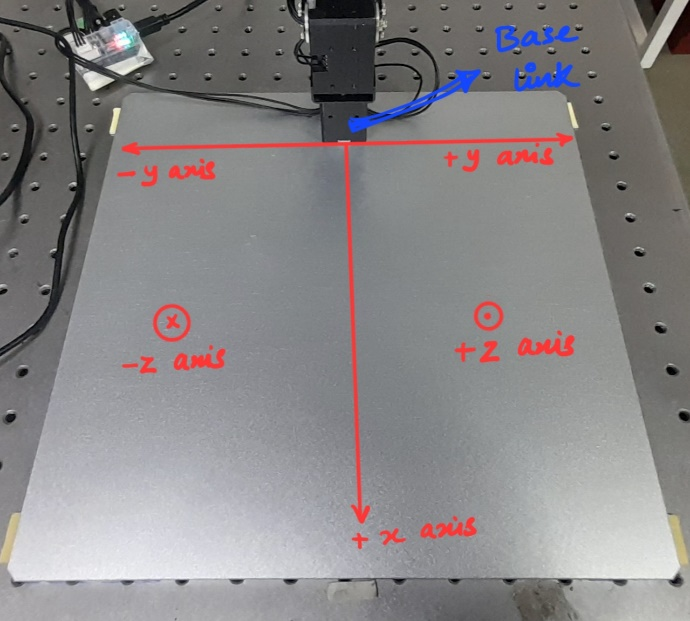 Base
link
-y axis
+y axis
x
-z axis
+z axis
+ x axis